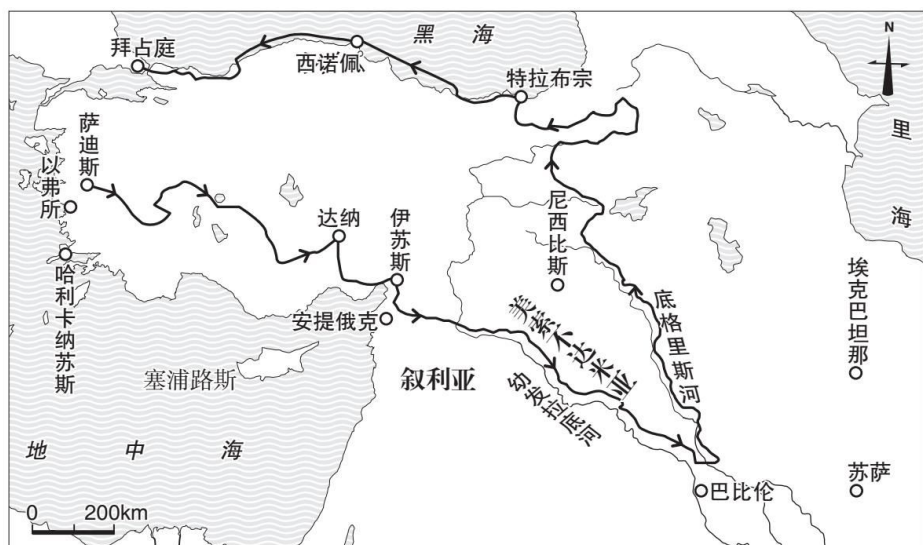 黑 海
N
拜占庭
西诺佩
特拉布宗
里
海
萨迪斯
以弗所
达纳
伊苏斯
尼西比斯
哈利卡纳苏斯
安提俄克
美索不达米亚
底格里斯河
埃克巴坦那
塞浦路斯
叙利亚
幼发拉底河
地 中 海
巴比伦
苏萨
0 200km